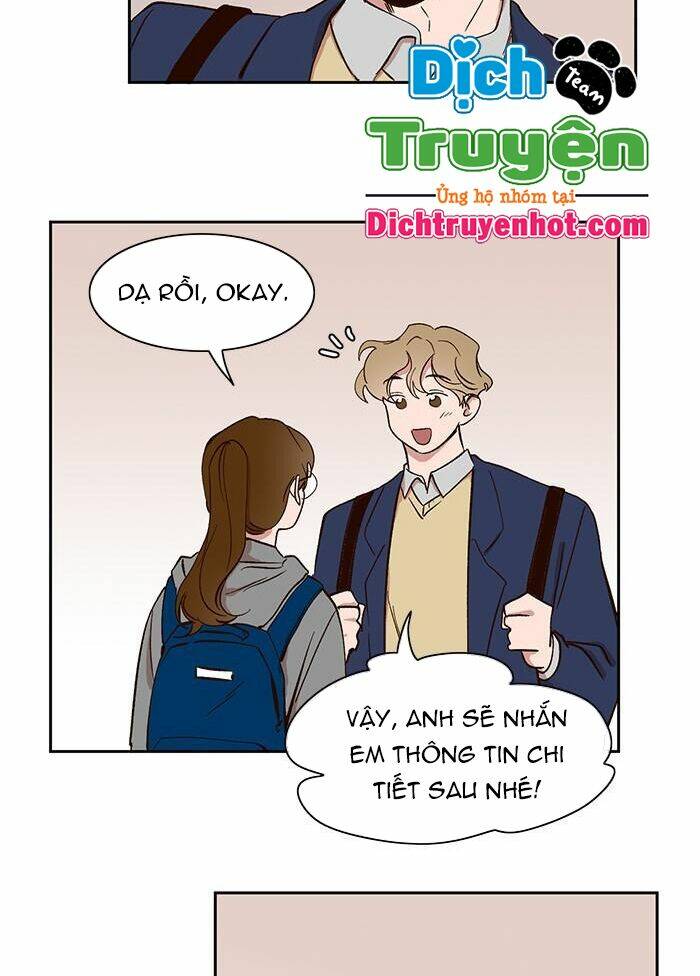 Dịch
Team
Truyện
Ủng hộ nhóm tại
Dichtruyenhot.com
DẠ RỒI, OKAY.
VẬY, ANH SẼ NHẮN
EM THÔNG TIN CHI
TIẾT SAU NHÉ!